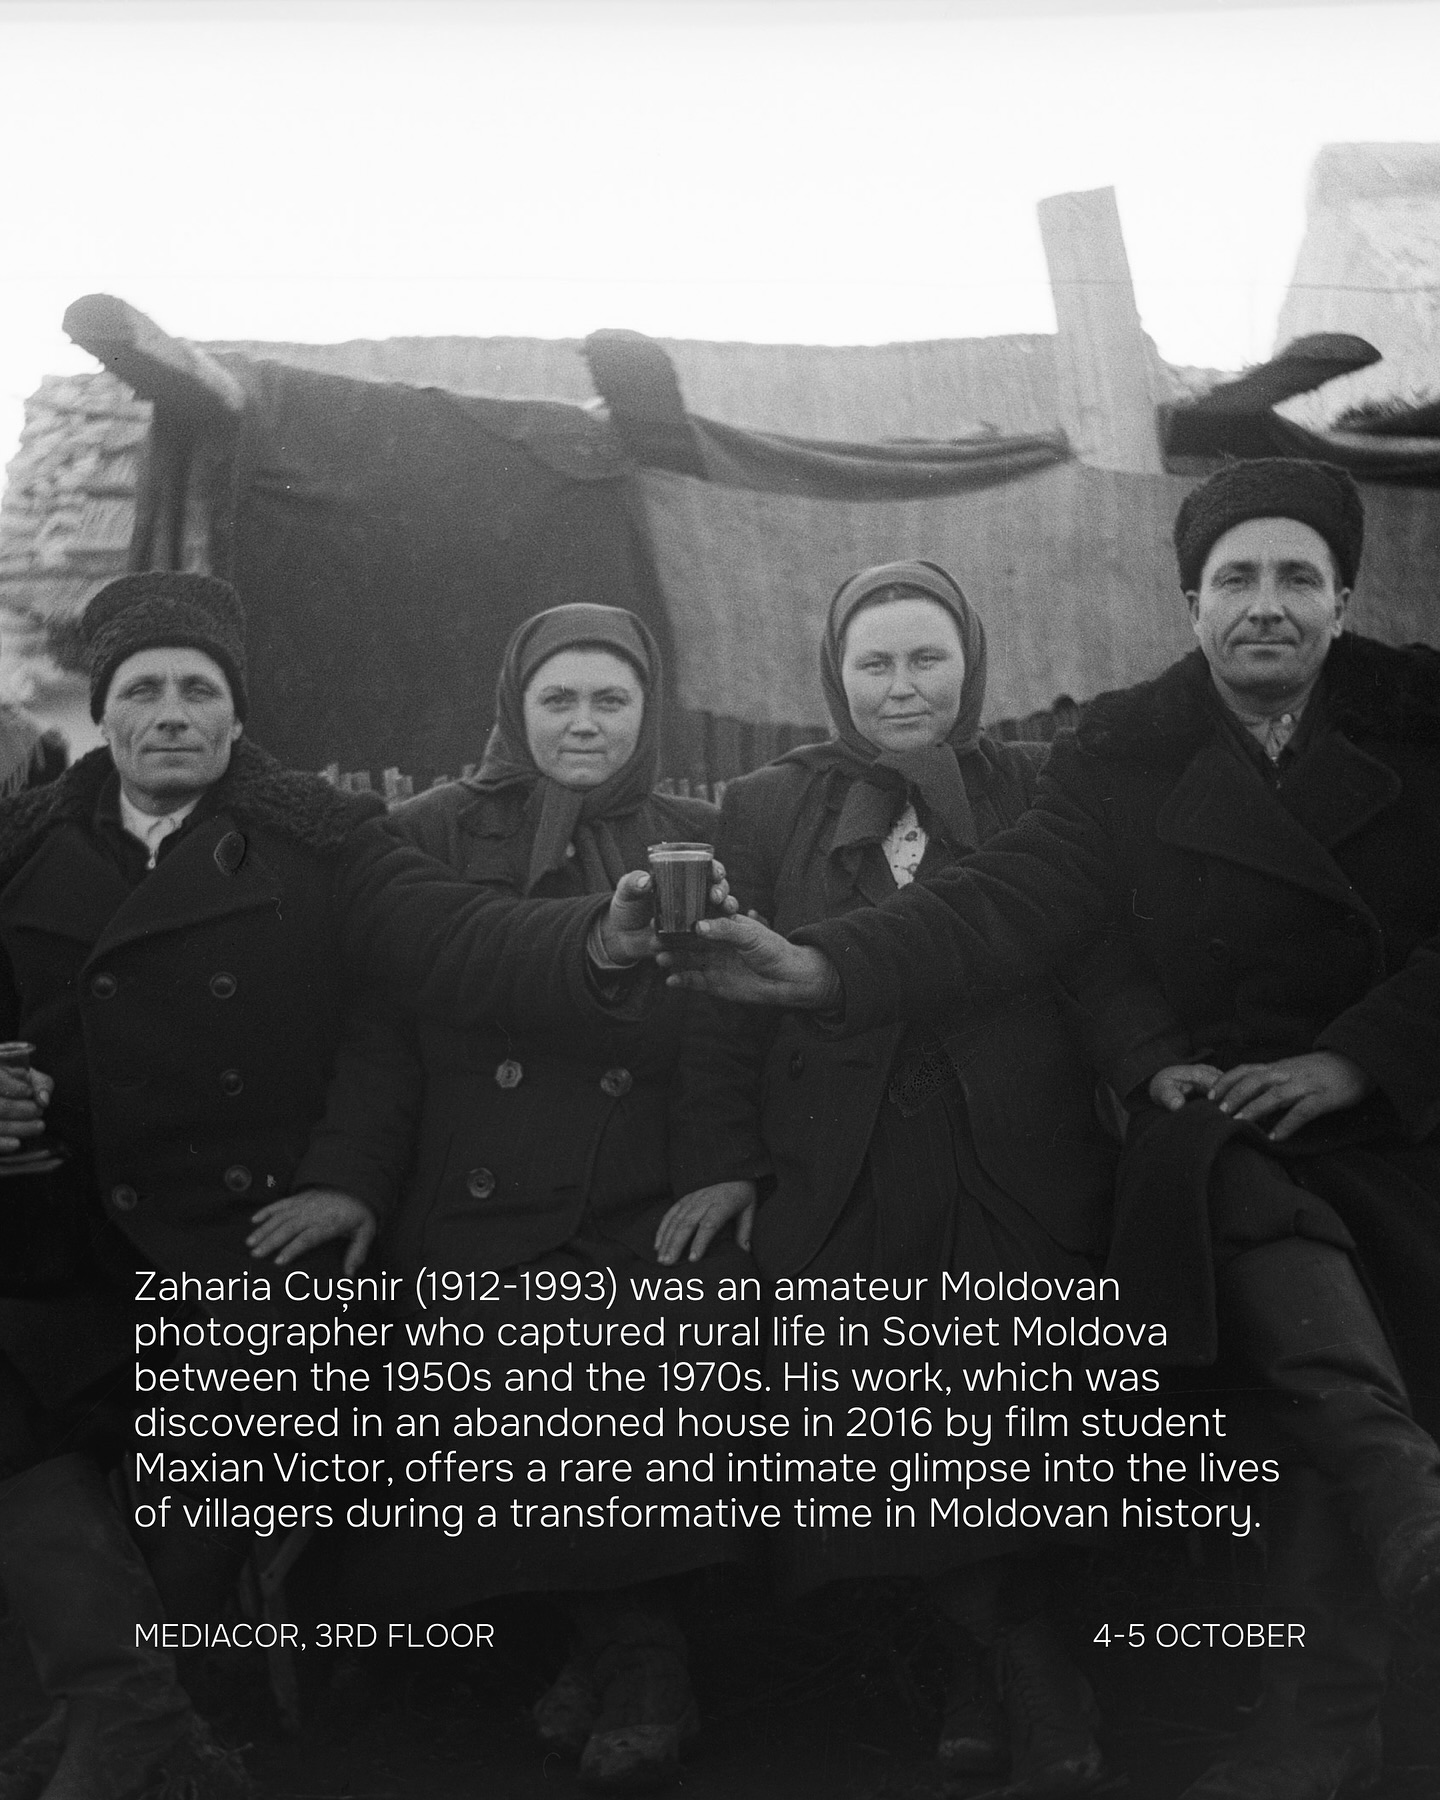 Zaharia Cușnir (1912-1993) was an amateur Moldovan
photographer who captured rural life in Soviet Moldova
between the 1950s and the 1970s. His work, which was
discovered in an abandoned house in 2016 by film student
Maxian Victor, offers a rare and intimate glimpse into the lives
of villagers during a transformative time in Moldovan history.
MEDIACOR, 3RD FLOOR
4-5 OCTOBER